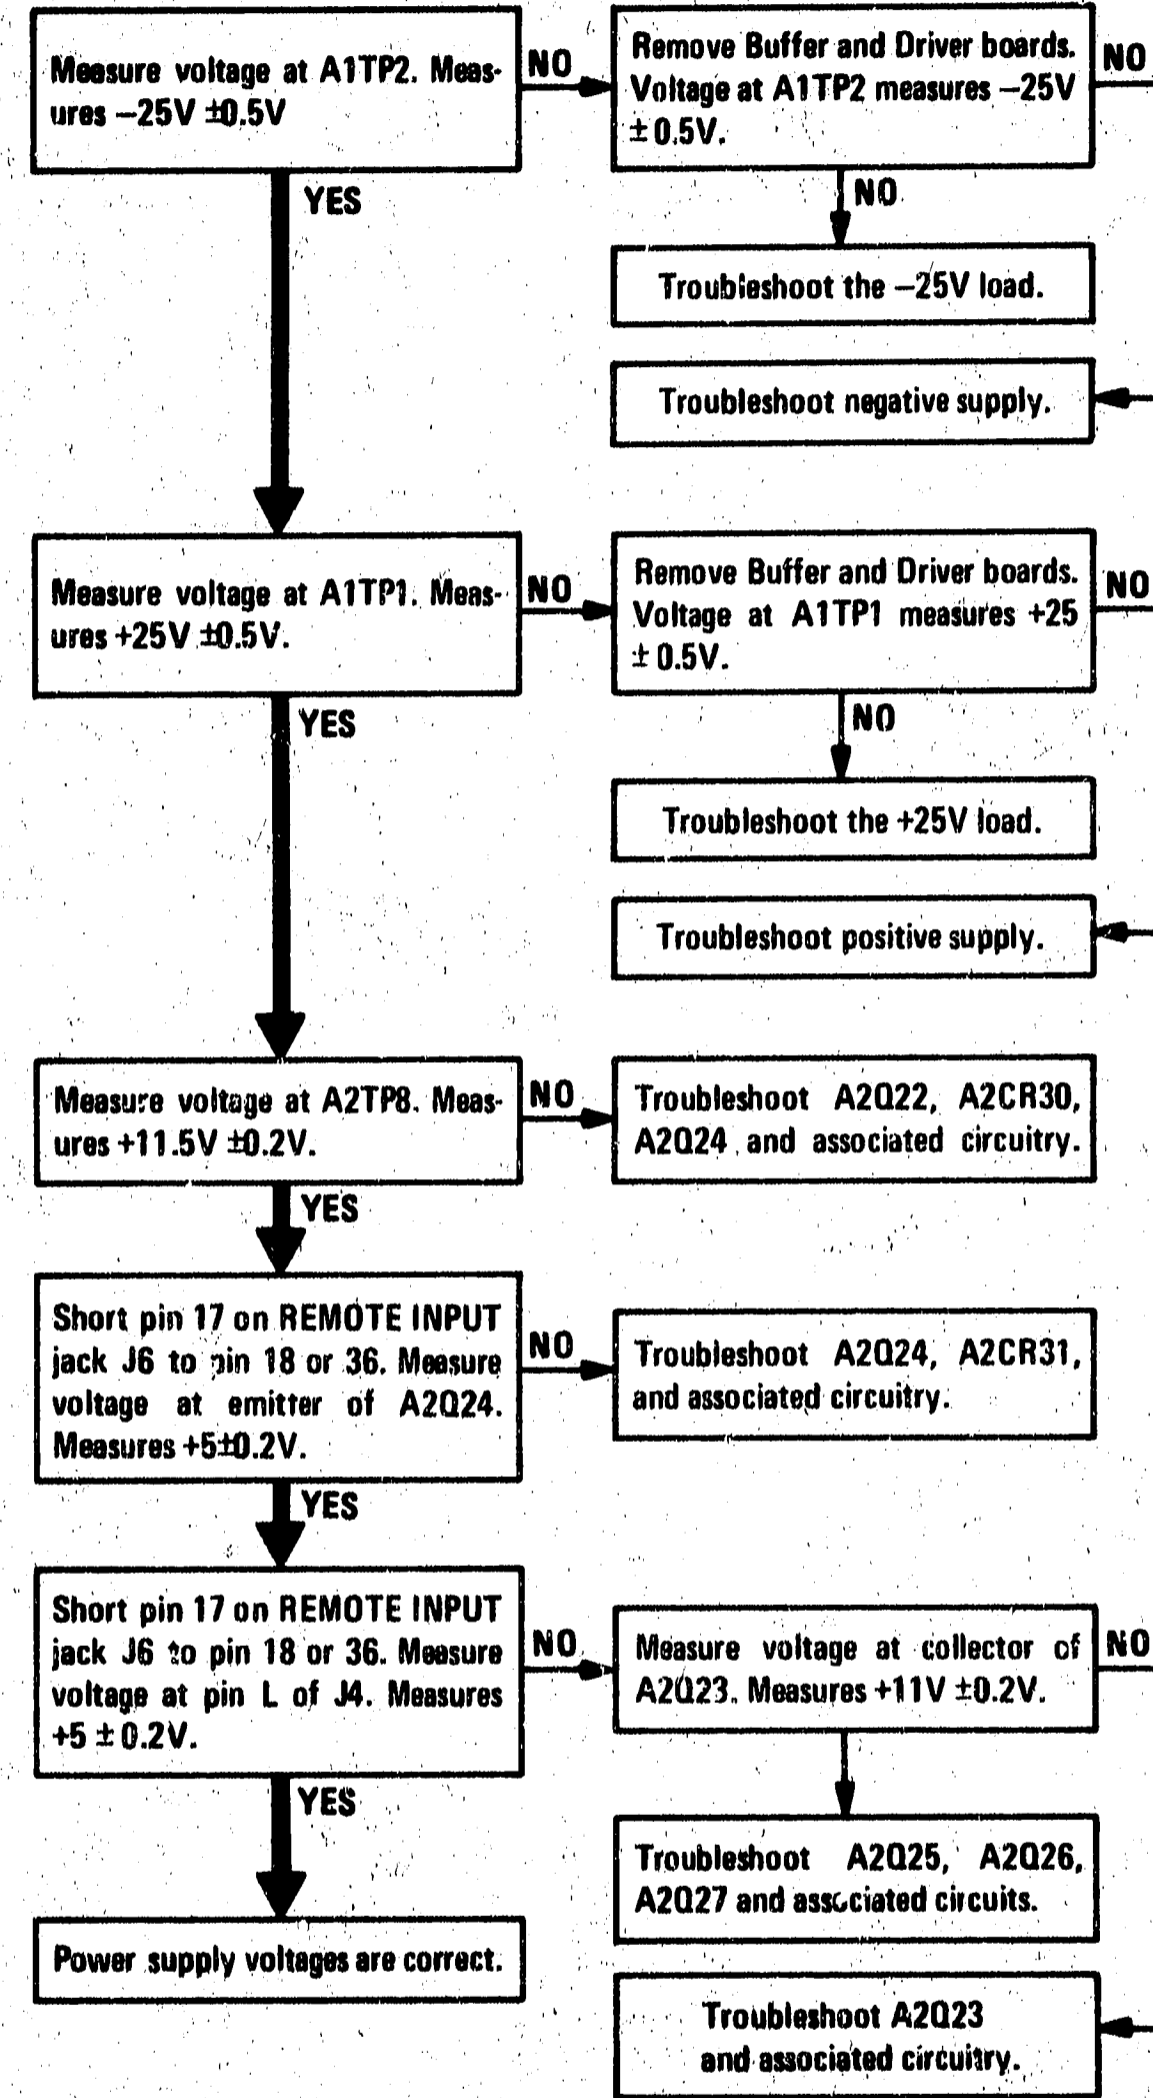 Measure voltage at A1TP2. Meas-
ures –25V ±0.5V
NO
Remove Buffer and Driver boards.
Voltage at A1TP2 measures –25V
± 0.5V.
NO
YES
NO
Troubleshoot the –25V load.
Troubleshoot negative supply.
Measure voltage at A1TP1. Meas-
ures +25V ±0.5V.
NO
Remove Buffer and Driver boards.
Voltage at A1TP1 measures +25
± 0.5V.
NO
YES
NO
Troubleshoot the +25V load.
Troubleshoot positive supply.
Measure voltage at A2TP8. Meas-
ures +11.5V ±0.2V.
NO
Troubleshoot A2Q22, A2CR30,
A2Q24 and associated circuitry.
YES
Short pin 17 on REMOTE INPUT
jack J6 to pin 18 or 36. Measure
voltage at emitter of A2Q24.
Measures +5±0.2V.
NO
Troubleshoot A2Q24, A2CR31,
and associated circuitry.
YES
Short pin 17 on REMOTE INPUT
jack J6 to pin 18 or 36. Measure
voltage at pin L of J4. Measures
+5 ± 0.2V.
NO
Measure voltage at collector of
A2Q23. Measures +11V ±0.2V.
NO
YES
Troubleshoot A2Q25, A2Q26,
A2Q27 and associated circuits.
Power supply voltages are correct.
Troubleshoot A2Q23
and associated circuitry.